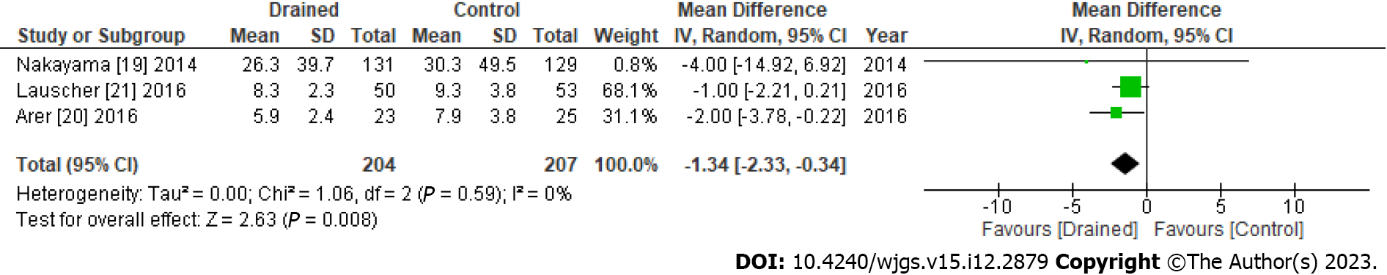 Drained Control Mean Difference Mean Difference
Study or Subgroup Mean SD Total Mean SD Total Weight IV, Random, 95% CI Year IV, Random, 95% CI
Nakayama [19] 2014 26.3 39.7 131 30.3 49.5 129 0.8% -4.00 [-14.92, 6.92] 2014
Lauscher [21] 2016 8.3 2.3 50 9.3 3.8 53 68.1% -1.00 [-2.21, 0.21] 2016
Arer [20] 2016 5.9 2.4 23 7.9 3.8 25 31.1% -2.00 [-3.78, -0.22] 2016
Total (95% CI) 204 207 100.0% -1.34 [-2.33, -0.34]
Heterogeneity: Tau² = 0.00; Chi² = 1.06, df = 2 (P = 0.59); I² = 0%
Test for overall effect: Z = 2.63 (P = 0.008)
-10 -5 0 5 10
Favours [Drained] Favours [Control]
DOI: 10.4240/wjgs.v15.i12.2879 Copyright ©The Author(s) 2023.